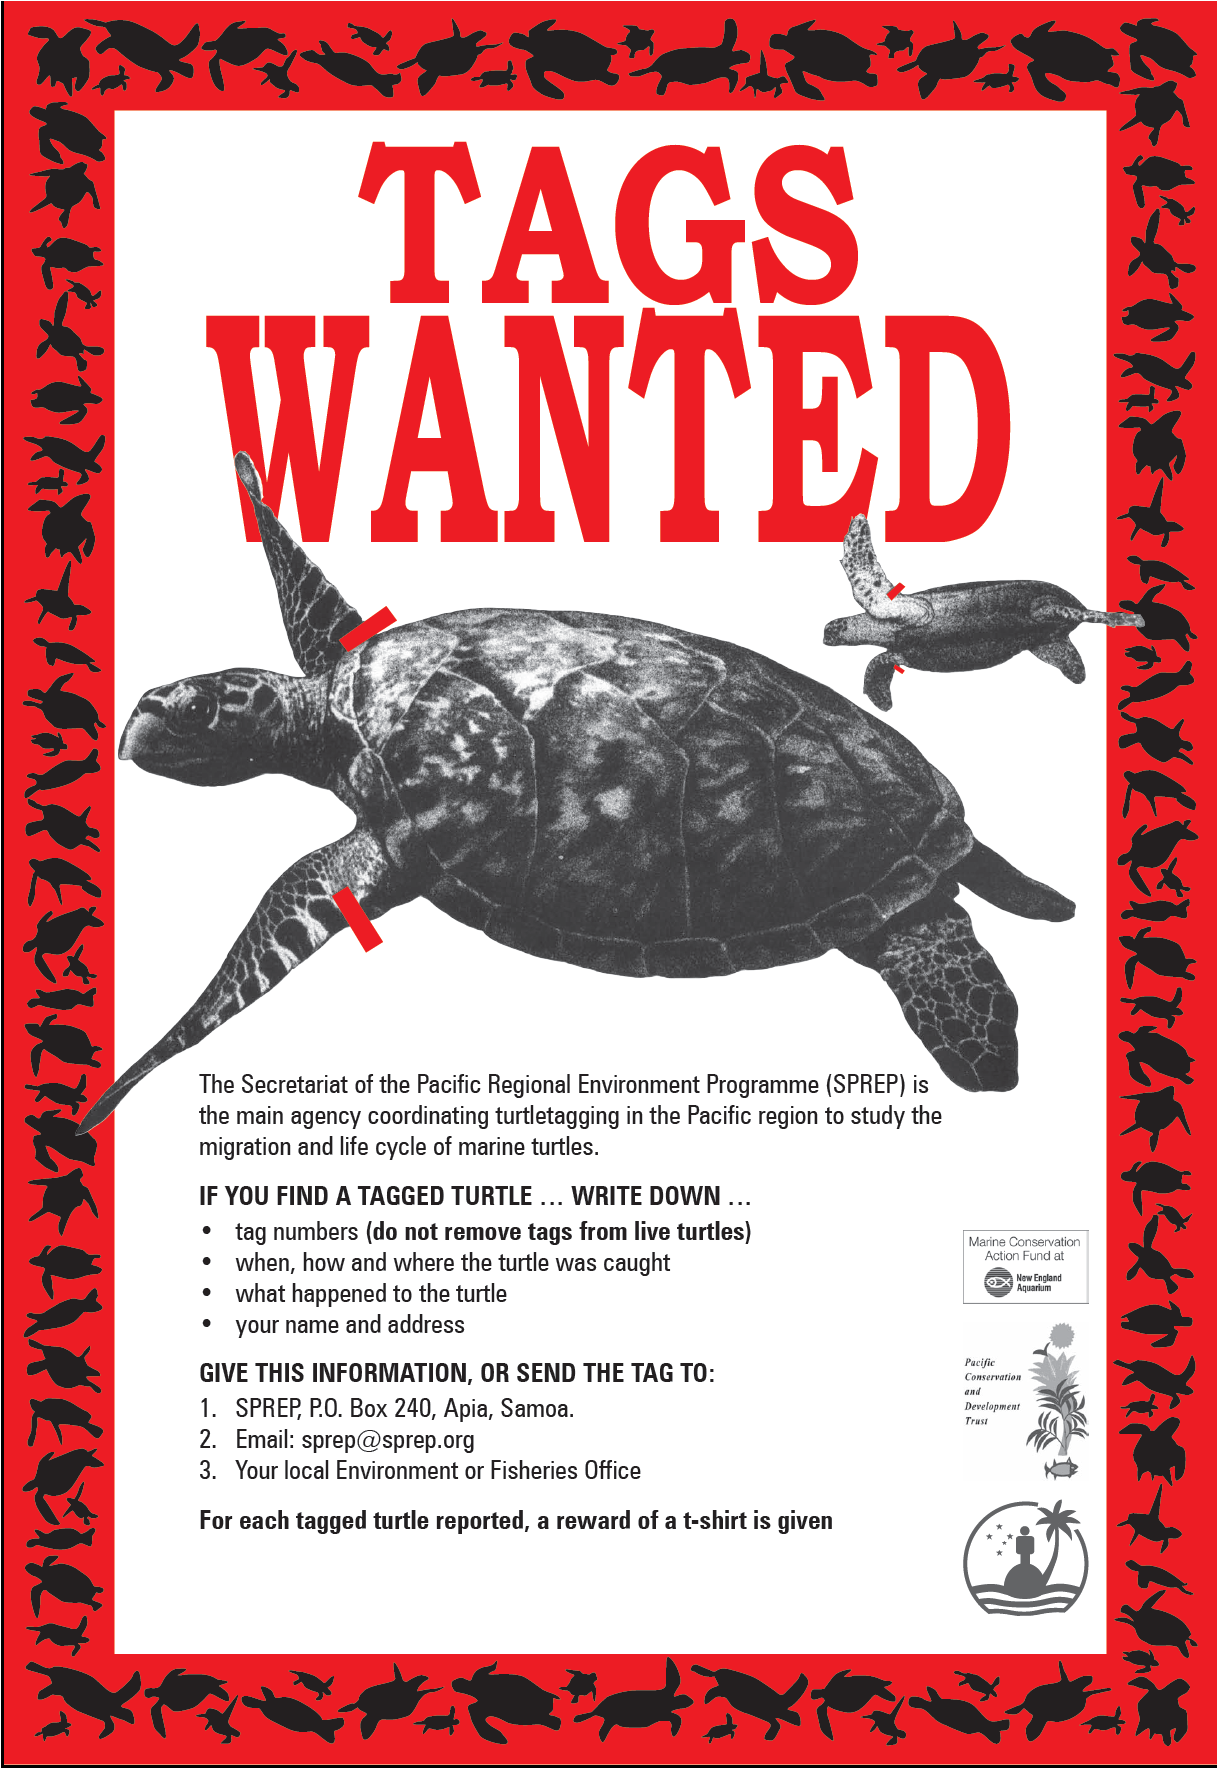 TAGS
WANTED
The Secretariat of the Pacific Regional Environment Programme (SPREP) is
the main agency coordinating turtletagging in the Pacific region to study the
migration and life cycle of marine turtles.
IF YOU FIND A TAGGED TURTLE … WRITE DOWN …
• tag numbers (do not remove tags from live turtles)
• when, how and where the turtle was caught
• what happened to the turtle
• your name and address
GIVE THIS INFORMATION, OR SEND THE TAG TO:
1. SPREP, P.O. Box 240, Apia, Samoa.
2. Email: sprep@sprep.org
3. Your local Environment or Fisheries Office
For each tagged turtle reported, a reward of a t-shirt is given
Marine Conservation
Action Fund at
New England
Aquarium
Pacific
Conservation
and
Development
Trust